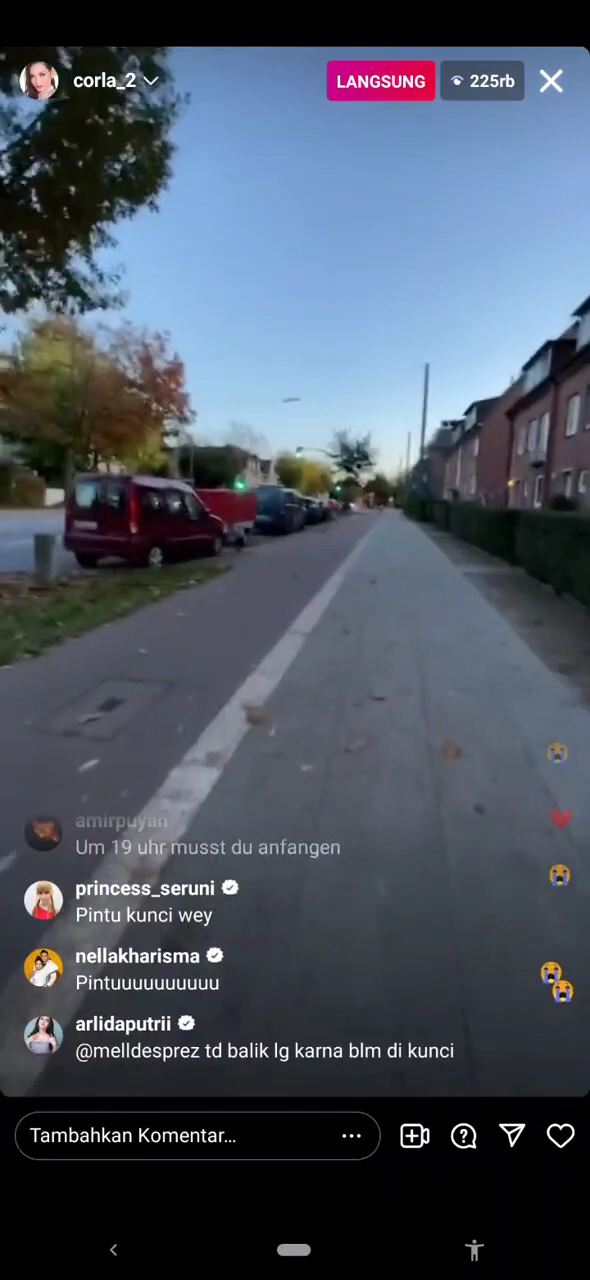 corla_2
LANGSUNG
225rb
amirpuyan
Um 19 uhr musst du anfangen
princess_seruni
Pintu kunci wey
nellakharisma
Pintuuuuuuuuuu
arlidaputrii
@melldesprez td balik lg karna blm di kunci
Tambahkan Komentar...